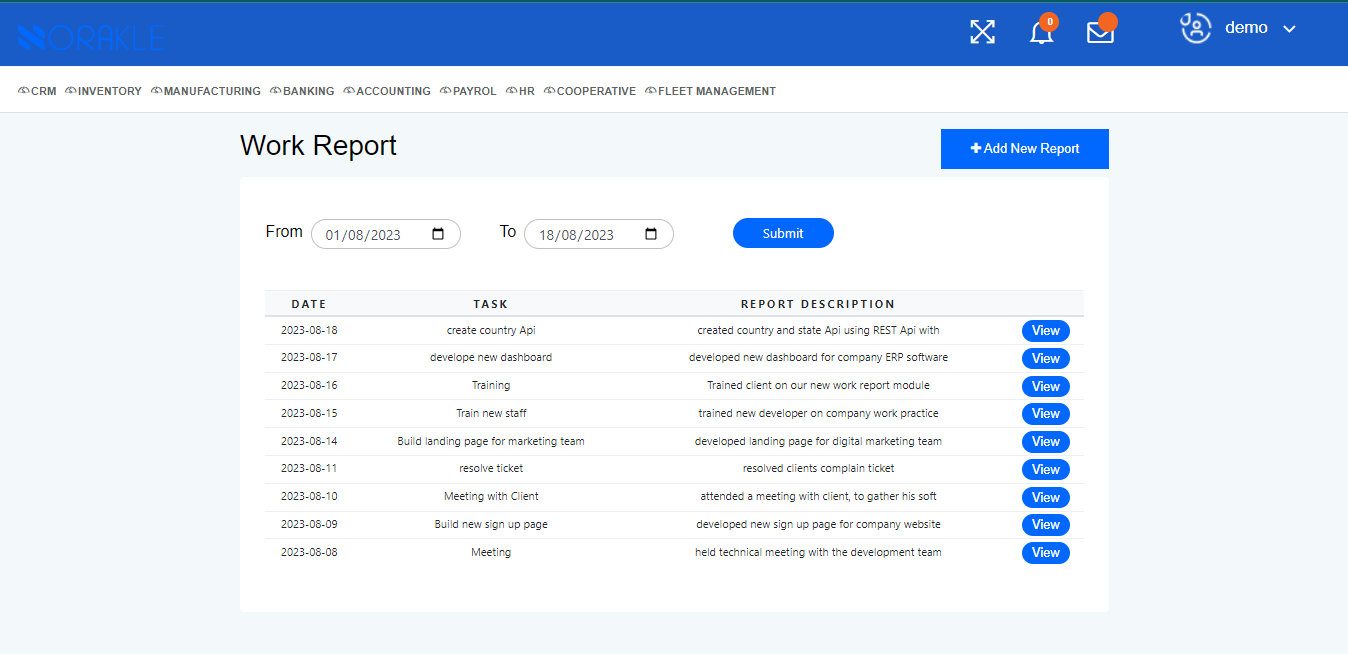 NORAKLE
0
demo
CRM INVENTORY MANUFACTURING BANKING ACCOUNTING PAYROL HR COOPERATIVE FLEET MANAGEMENT
Work Report
Add New Report
From 01/08/2023 To 18/08/2023 Submit
DATE TASK REPORT DESCRIPTION
2023-08-18 create country Api created country and state Api using REST Api with View
2023-08-17 develope new dashboard developed new dashboard for company ERP software View
2023-08-16 Training Trained client on our new work report module View
2023-08-15 Train new staff trained new developer on company work practice View
2023-08-14 Build landing page for marketing team developed landing page for digital marketing team View
2023-08-11 resolve ticket resolved clients complain ticket View
2023-08-10 Meeting with Client attended a meeting with client, to gather his soft View
2023-08-09 Build new sign up page developed new sign up page for company website View
2023-08-08 Meeting held technical meeting with the development team View